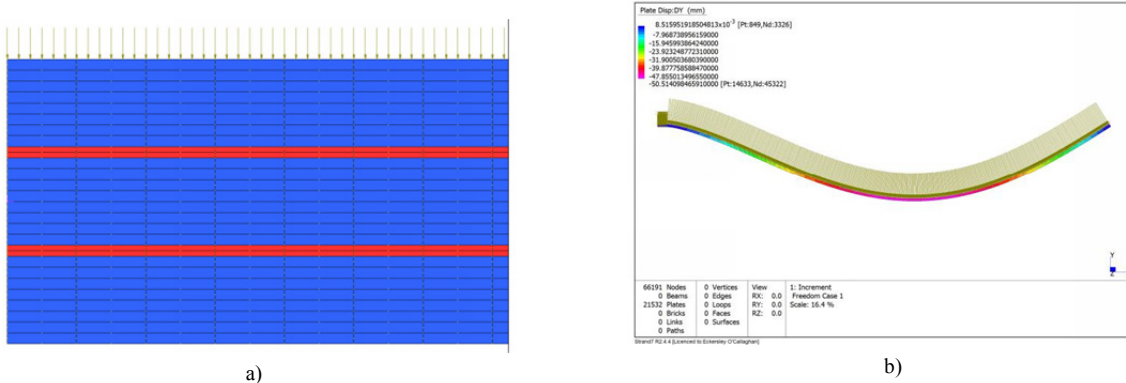 Plate Disp:DY (mm)
8.515951918504813x10⁻³ [Pt:849,Nd:3326]
-7.968738956159000
-15.945993864240000
-23.923248772310000
-31.900503680390000
-39.877758588470000
-47.855013496550000
-50.514098465910000 [Pt:14633,Nd:45322]
Y
Z
66191 Nodes 0 Vertices View 1: Increment
0 Beams 0 Edges RX: 0.0 Freedom Case 1
21532 Plates 0 Loops RY: 0.0 Scale: 16.4 %
0 Bricks 0 Faces RZ: 0.0
0 Links 0 Surfaces
0 Paths
Strand7 R2.4.4 [Licenced to Eckersley O'Callaghan]
a)
b)